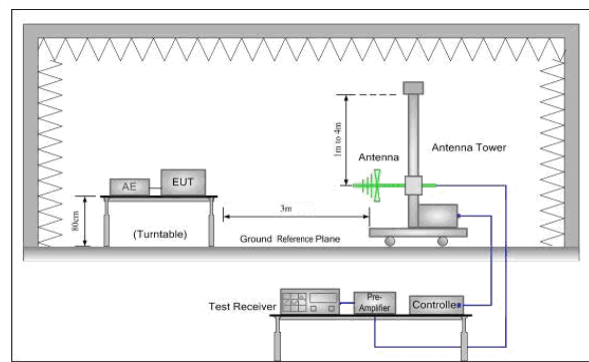 1m to 4m
Antenna
Antenna Tower
AE
EUT
3m
80cm
(Turntable)
Ground Reference Plane
Test Receiver
Pre-
Amplifier
Controller